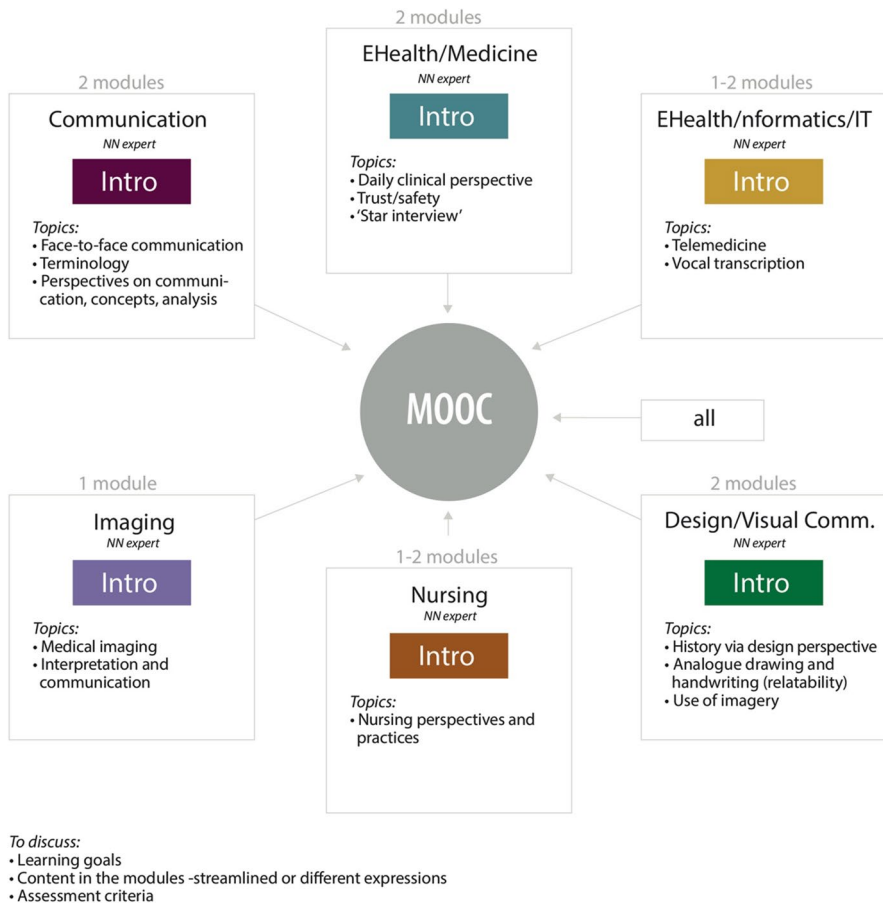 2 modules
EHealth/Medicine
NN expert
Intro
Topics:
• Daily clinical perspective
• Trust/safety
• ‘Star interview’
2 modules
Communication
NN expert
Intro
Topics:
• Face-to-face communication
• Terminology
• Perspectives on communi-
cation, concepts, analysis
1-2 modules
EHealth/nformatics/IT
NN expert
Intro
Topics:
• Telemedicine
• Vocal transcription
MOOC
all
1 module
Imaging
NN expert
Intro
Topics:
• Medical imaging
• Interpretation and
communication
1-2 modules
Nursing
NN expert
Intro
Topics:
• Nursing perspectives and
practices
2 modules
Design/Visual Comm.
NN expert
Intro
Topics:
• History via design perspective
• Analogue drawing and
handwriting (relatability)
• Use of imagery
To discuss:
• Learning goals
• Content in the modules -streamlined or different expressions
• Assessment criteria